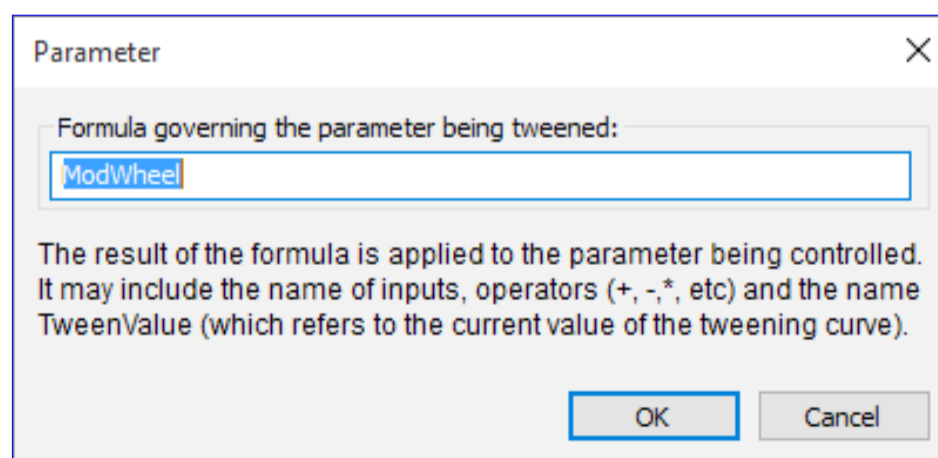 Parameter
Formula governing the parameter being tweened:
ModWheel
The result of the formula is applied to the parameter being controlled.
It may include the name of inputs, operators (+, -,*, etc) and the name
TweenValue (which refers to the current value of the tweening curve).
OK Cancel